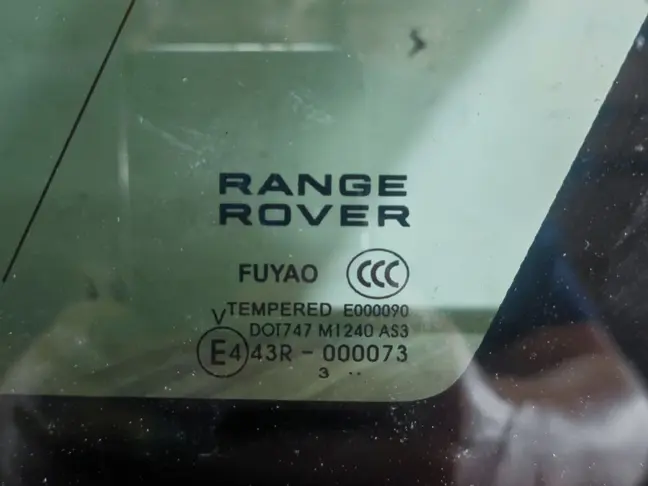 RANGE
ROVER
FUYAO CCC
V TEMPERED E000090
DOT747 M1240 AS3
E4 43R - 000073
3 ..